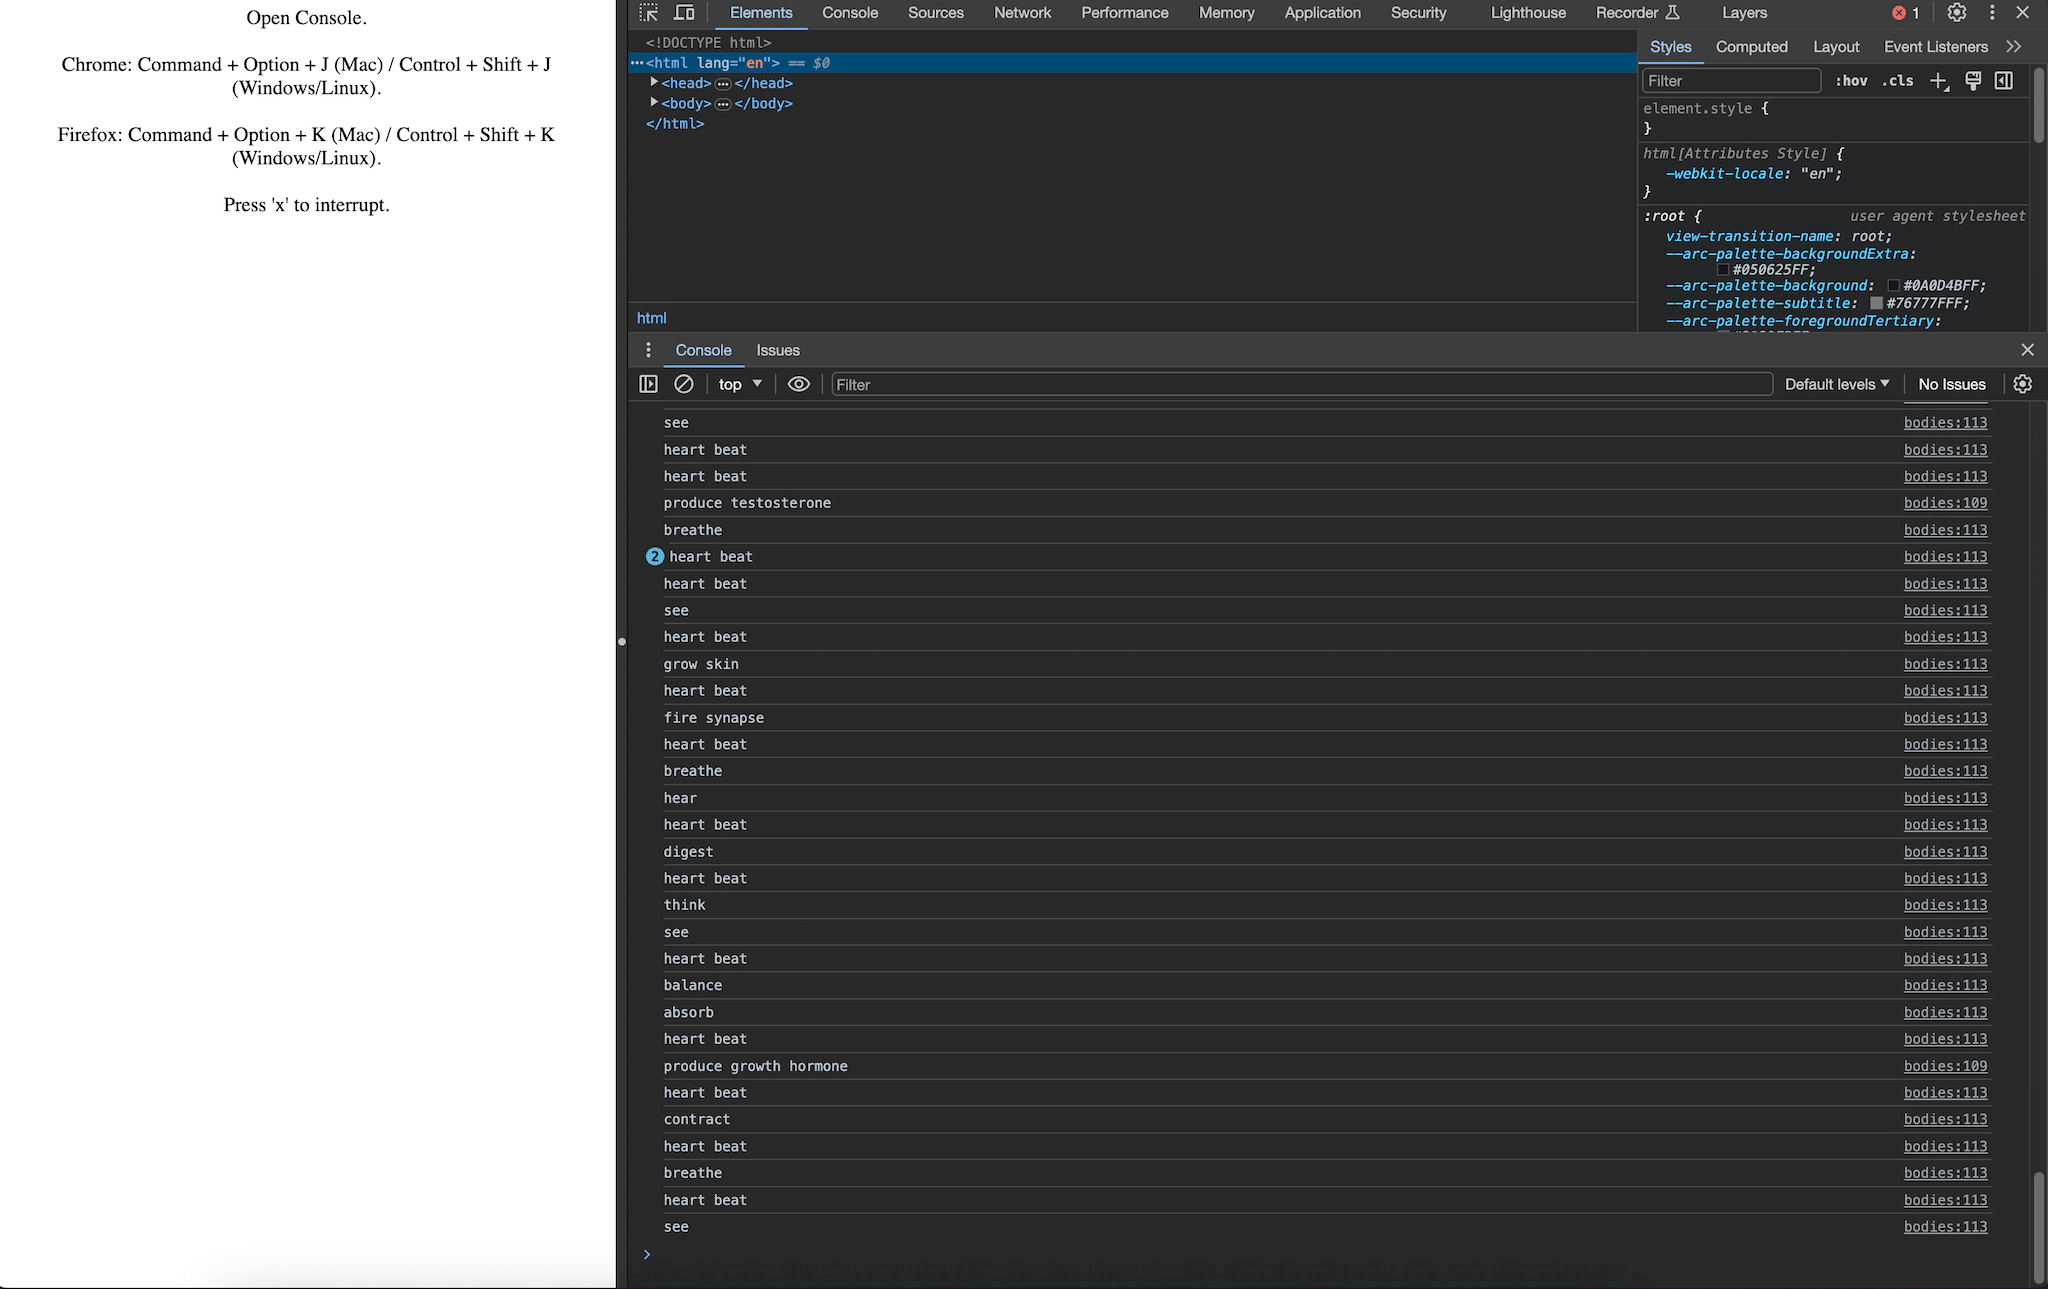 Open Console.
Chrome: Command + Option + J (Mac) / Control + Shift + J
(Windows/Linux).
Firefox: Command + Option + K (Mac) / Control + Shift + K
(Windows/Linux).
Press 'x' to interrupt.
Elements Console Sources Network Performance Memory Application Security Lighthouse Recorder Layers 1
<!DOCTYPE html>
<html lang="en"> == $0
<head> ••• </head>
<body> ••• </body>
</html>
html
Styles Computed Layout Event Listeners
Filter :hov .cls
element.style {
}
html[Attributes Style] {
-webkit-locale: "en";
}
:root { user agent stylesheet
view-transition-name: root;
--arc-palette-backgroundExtra:
#050625FF;
--arc-palette-background: #0A0D4BFF;
--arc-palette-subtitle: #76777FFF;
--arc-palette-foregroundTertiary:
Console Issues
top Filter Default levels No Issues
see bodies:113
heart beat bodies:113
heart beat bodies:113
produce testosterone bodies:109
breathe bodies:113
2 heart beat bodies:113
heart beat bodies:113
see bodies:113
heart beat bodies:113
grow skin bodies:113
heart beat bodies:113
fire synapse bodies:113
heart beat bodies:113
breathe bodies:113
hear bodies:113
heart beat bodies:113
digest bodies:113
heart beat bodies:113
think bodies:113
see bodies:113
heart beat bodies:113
balance bodies:113
absorb bodies:113
heart beat bodies:113
produce growth hormone bodies:109
heart beat bodies:113
contract bodies:113
heart beat bodies:113
breathe bodies:113
heart beat bodies:113
see bodies:113